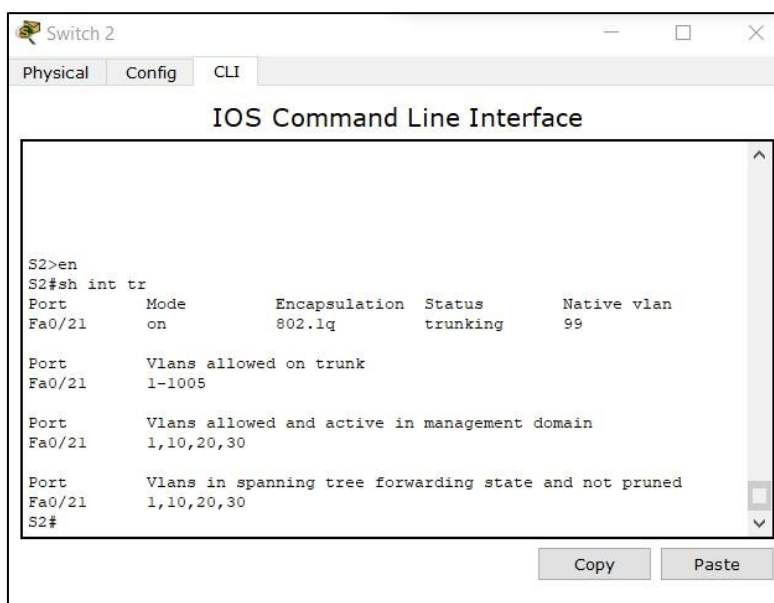 Switch 2
Physical Config CLI
IOS Command Line Interface
S2>en
S2#sh int tr
Port Mode Encapsulation Status Native vlan
Fa0/21 on 802.1q trunking 99
Port Vlans allowed on trunk
Fa0/21 1-1005
Port Vlans allowed and active in management domain
Fa0/21 1,10,20,30
Port Vlans in spanning tree forwarding state and not pruned
Fa0/21 1,10,20,30
S2#
Copy Paste